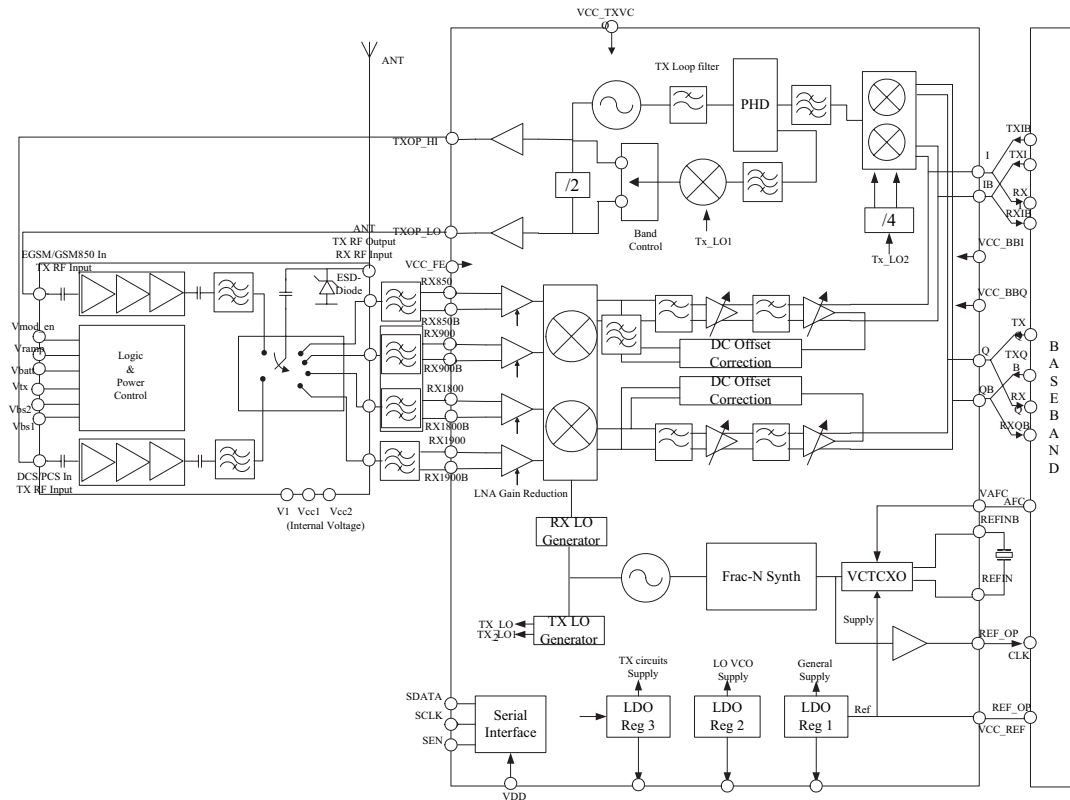 VCC_TXVC
O
ANT
TX Loop filter
PHD
TXOP_HI
TXIB
I
TXI
/2
IB
RX
I
RXIB
/4
Band
Control
Tx_LO1
Tx_LO2
ANT
TXOP_LO
TX RF Output
RX RF Input
VCC_BBI
EGSM/GSM850 In
TX RF Input
VCC_FE
ESD-
Diode
RX850
VCC_BBQ
RX850B
RX900
RX900B
RX1800
RX1800B
RX1900
RX1900B
Vmod_en
Vramp
Vbatt
Vtx
Vbs2
Vbs1
Logic
& Power
Control
DC Offset
Correction
DC Offset
Correction
TX
Q
Q
TXQ
B
QB
RX
Q
RXQB
BASEBAND
DCS/PCS In
TX RF Input
LNA Gain Reduction
V1
Vcc1
Vcc2
(Internal Voltage)
VAFC
AFC
REFINB
RX LO
Generator
Frac-N Synth
VCTCXO
REFIN
Supply
TX_LO
2
TX_LO1
TX LO
Generator
REF_OP
CLK
TX circuits
Supply
LO VCO
Supply
General
Supply
SDATA
SCLK
SEN
Serial
Interface
LDO
Reg 3
LDO
Reg 2
LDO
Reg 1
Ref
REF_OP
VCC_REF
VDD